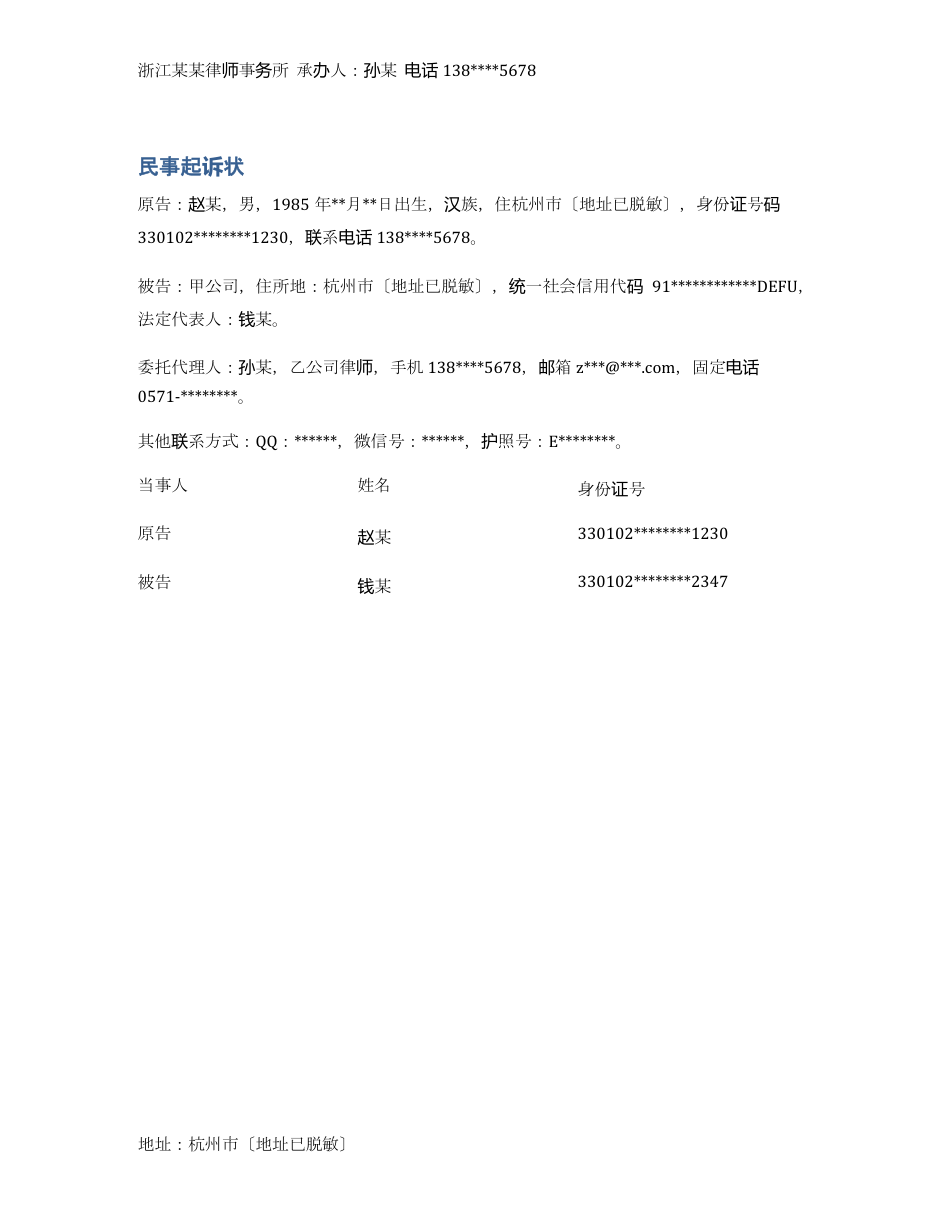 浙江某某律师事务所 承办人：孙某 电话 138****5678
民事起诉状
原告：赵某，男，1985 年**月**日出生，汉族，住杭州市〔地址已脱敏〕，身份证号码
330102********1230，联系电话 138****5678。
被告：甲公司，住所地：杭州市〔地址已脱敏〕，统一社会信用代码 91************DEFU，
法定代表人：钱某。
委托代理人：孙某，乙公司律师，手机 138****5678，邮箱 z***@***.com，固定电话
0571-********。
其他联系方式：QQ：******，微信号：******，护照号：E********。
当事人 姓名 身份证号
原告 赵某 330102********1230
被告 钱某 330102********2347
地址：杭州市〔地址已脱敏〕